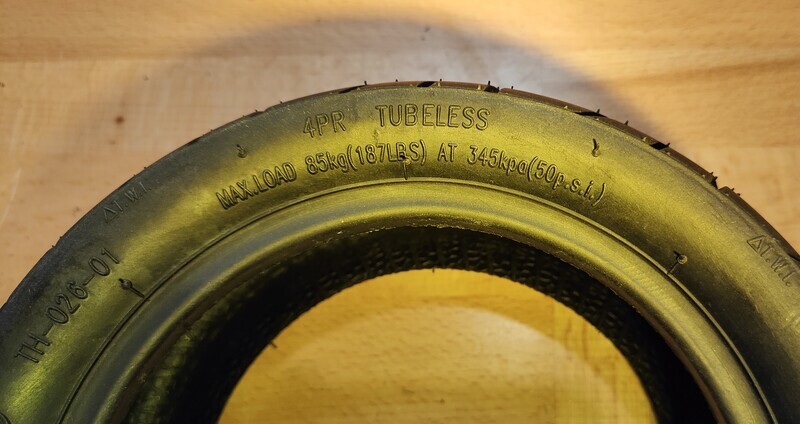 4PR TUBELESS
MAX.LOAD 85kg(187LBS) AT 345kpa(50p.s.i.)
△T.W.I.
TH-026-01
△T.W.I.